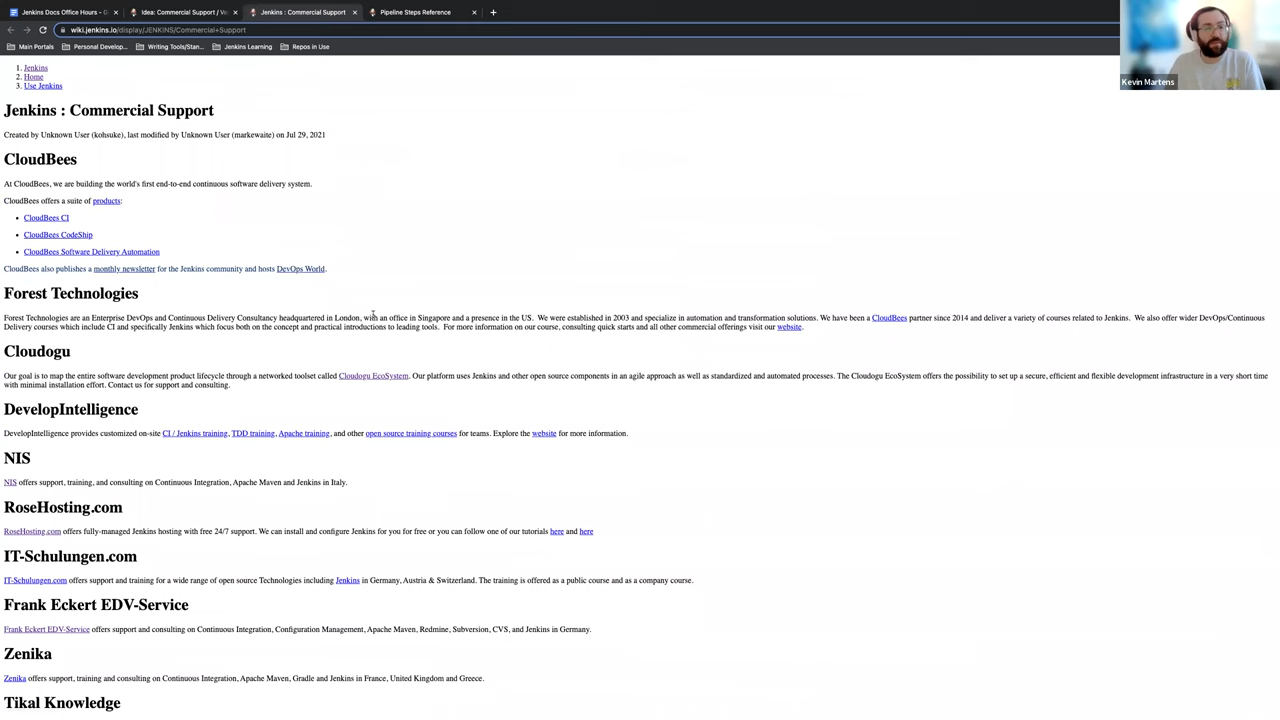 Jenkins Docs Office Hours - G
Idea: Commercial Support / Ve
Jenkins : Commercial Support
Pipeline Steps Reference
wiki.jenkins.io/display/JENKINS/Commercial+Support
Main Portals
Personal Develop...
Writing Tools/Stan...
Jenkins Learning
Repos in Use
Kevin Martens
1. Jenkins
2. Home
3. Use Jenkins
Jenkins : Commercial Support
Created by Unknown User (kohsuke), last modified by Unknown User (markewaite) on Jul 29, 2021
CloudBees
At CloudBees, we are building the world's first end-to-end continuous software delivery system.
CloudBees offers a suite of products:
• CloudBees CI
• CloudBees CodeShip
• CloudBees Software Delivery Automation
CloudBees also publishes a monthly newsletter for the Jenkins community and hosts DevOps World.
Forest Technologies
Forest Technologies are an Enterprise DevOps and Continuous Delivery Consultancy headquartered in London, with an office in Singapore and a presence in the US. We were established in 2003 and specialize in automation and transformation solutions. We have been a CloudBees partner since 2014 and deliver a variety of courses related to Jenkins. We also offer wider DevOps/Continuous
Delivery courses which include CI and specifically Jenkins which focus both on the concept and practical introductions to leading tools. For more information on our course, consulting quick starts and all other commercial offerings visit our website.
Cloudogu
Our goal is to map the entire software development product lifecycle through a networked toolset called Cloudogu EcoSystem. Our platform uses Jenkins and other open source components in an agile approach as well as standardized and automated processes. The Cloudogu EcoSystem offers the possibility to set up a secure, efficient and flexible development infrastructure in a very short time
with minimal installation effort. Contact us for support and consulting.
DevelopIntelligence
DevelopIntelligence provides customized on-site CI / Jenkins training, TDD training, Apache training, and other open source training courses for teams. Explore the website for more information.
NIS
NIS offers support, training, and consulting on Continuous Integration, Apache Maven and Jenkins in Italy.
RoseHosting.com
RoseHosting.com offers fully-managed Jenkins hosting with free 24/7 support. We can install and configure Jenkins for you for free or you can follow one of our tutorials here and here
IT-Schulungen.com
IT-Schulungen.com offers support and training for a wide range of open source Technologies including Jenkins in Germany, Austria & Switzerland. The training is offered as a public course and as a company course.
Frank Eckert EDV-Service
Frank Eckert EDV-Service offers support and consulting on Continuous Integration, Configuration Management, Apache Maven, Redmine, Subversion, CVS, and Jenkins in Germany.
Zenika
Zenika offers support, training and consulting on Continuous Integration, Apache Maven, Gradle and Jenkins in France, United Kingdom and Greece.
Tikal Knowledge